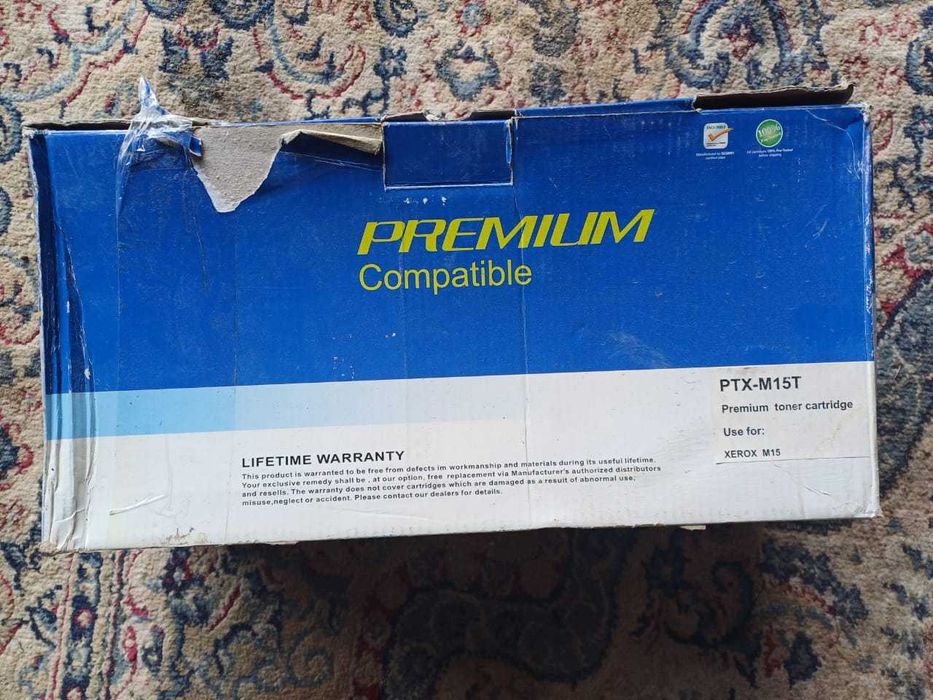 100%
PREMIUM
Compatible
PTX-M15T
Premium toner cartridge
Use for:
XEROX M15
LIFETIME WARRANTY
This product is warranted to be free from defects im workmanship and materials during its useful lifetime.
Your exclusive remedy shall be , at our option, free replacement via Manufacturer's authorized distributors
and resells. The warranty does not cover cartridges which are damaged as a result of abnormal use,
misuse,neglect or accident. Please contact our dealers for details.